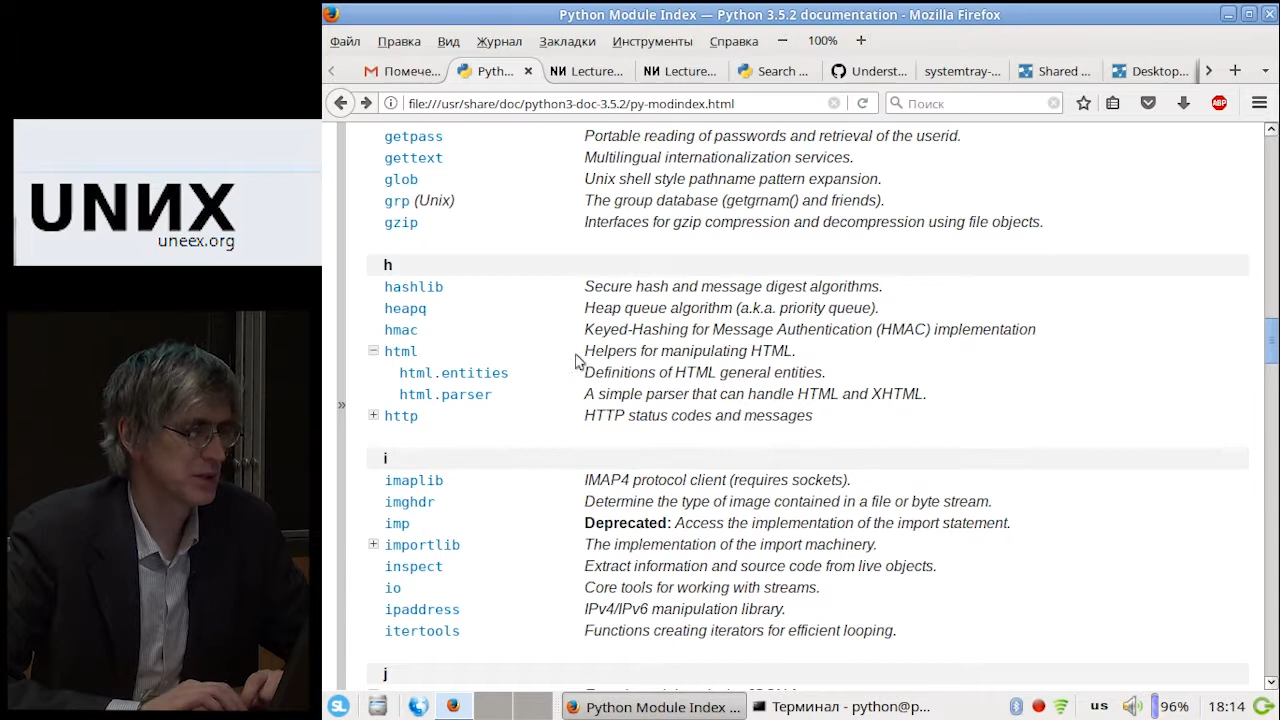 Python Module Index — Python 3.5.2 documentation - Mozilla Firefox
Файл Правка Вид Журнал Закладки Инструменты Справка 100%
Помече... Pyth... Lecture... Lecture... Search ... Underst... systemtray-... Shared ... Desktop...
file:///usr/share/doc/python3-doc-3.5.2/py-modindex.html Поиск ABP
UNИX
uneex.org
getpass Portable reading of passwords and retrieval of the userid.
gettext Multilingual internationalization services.
glob Unix shell style pathname pattern expansion.
grp (Unix) The group database (getgrnam() and friends).
gzip Interfaces for gzip compression and decompression using file objects.
h
hashlib Secure hash and message digest algorithms.
heapq Heap queue algorithm (a.k.a. priority queue).
hmac Keyed-Hashing for Message Authentication (HMAC) implementation
html Helpers for manipulating HTML.
html.entities Definitions of HTML general entities.
html.parser A simple parser that can handle HTML and XHTML.
http HTTP status codes and messages
i
imaplib IMAP4 protocol client (requires sockets).
imghdr Determine the type of image contained in a file or byte stream.
imp Deprecated: Access the implementation of the import statement.
importlib The implementation of the import machinery.
inspect Extract information and source code from live objects.
io Core tools for working with streams.
ipaddress IPv4/IPv6 manipulation library.
itertools Functions creating iterators for efficient looping.
j
SL Python Module Index ... Терминал - python@p... us 96% 18:14